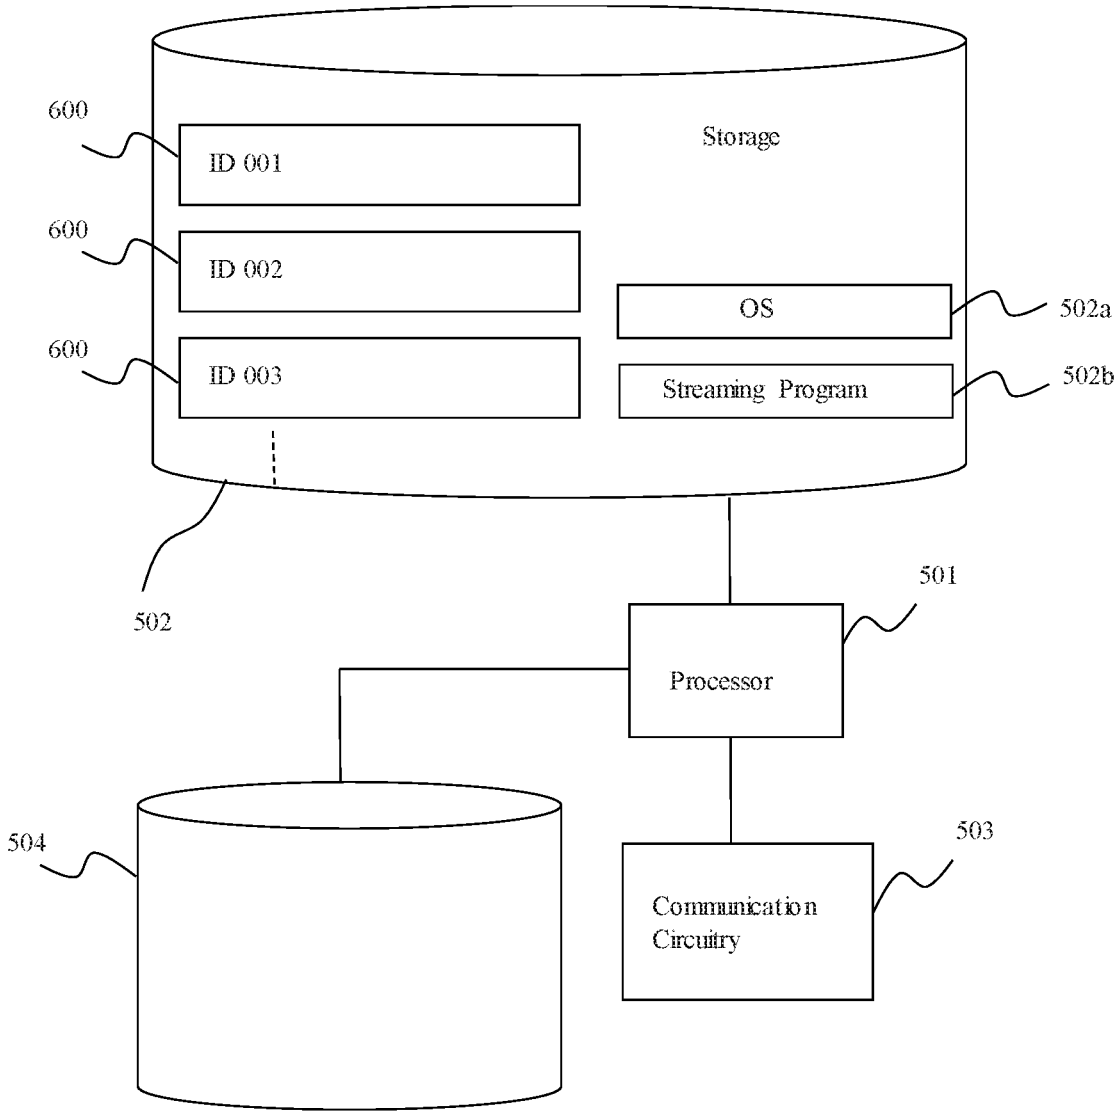 600
ID 001
Storage
600
ID 002
OS
502a
600
ID 003
Streaming Program
502b
502
501
Processor
504
503
Communication
Circuitry